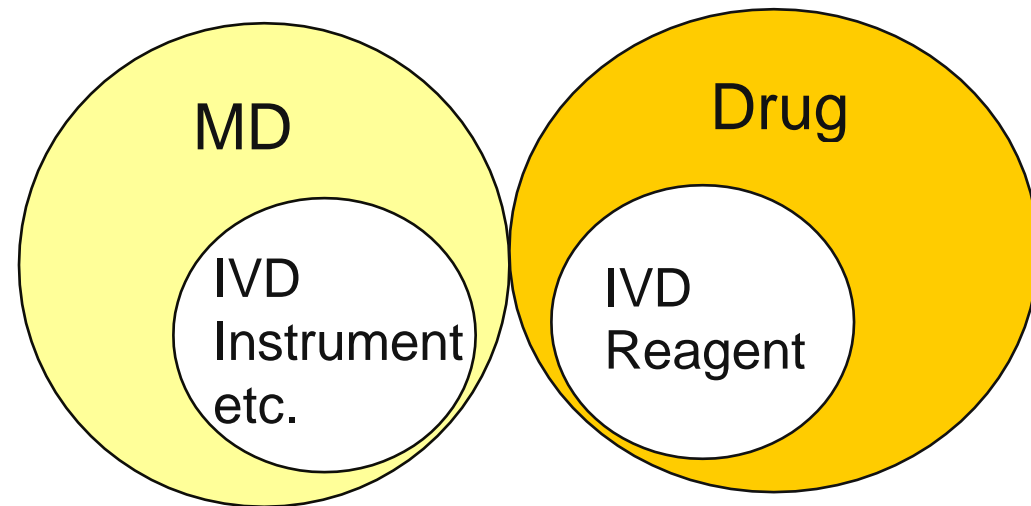 MD
Drug
IVD
Instrument
etc.
IVD
Reagent